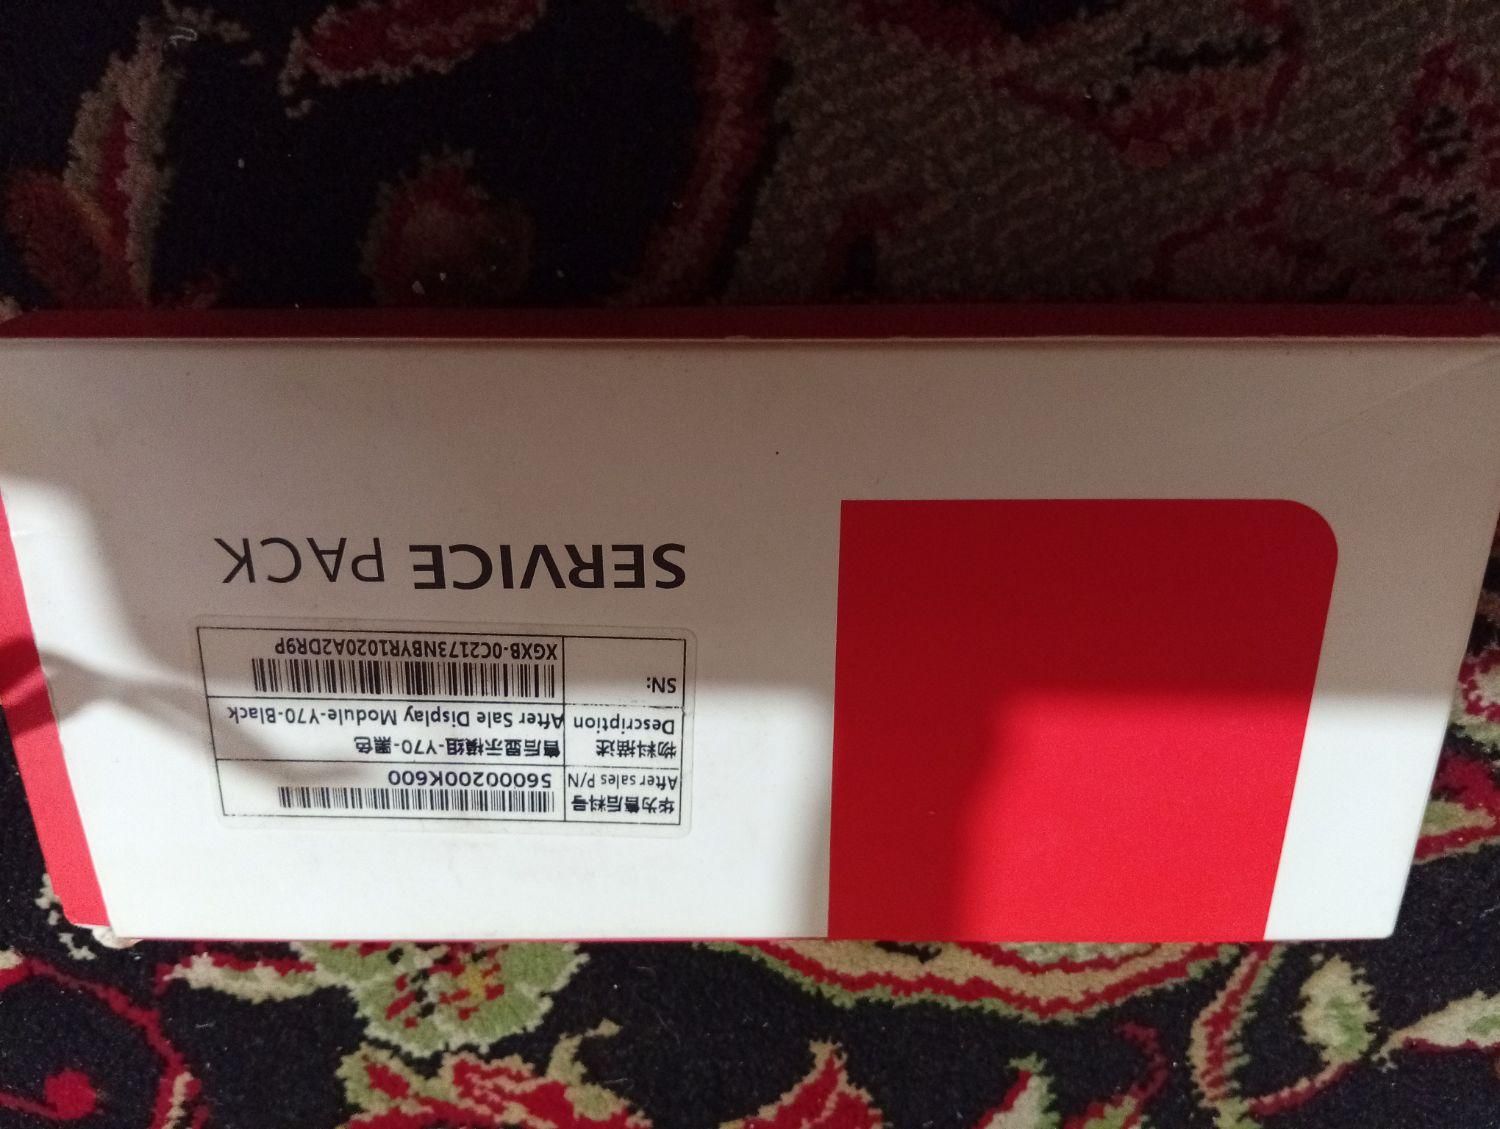 华为售后料号
After sales P/N
56000200K600
物料描述
Description
售后显示模组-Y70-黑色
After Sale Display Module-Y70-Black
SN:
XGXB-0C2173NBYR1020A2DR9P
SERVICE PACK